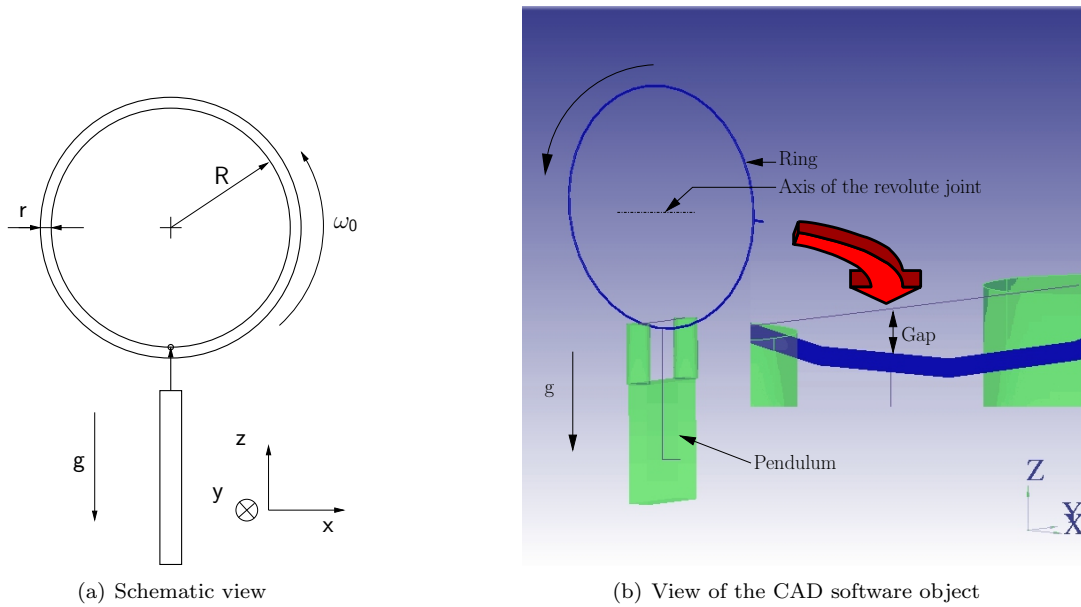 R
r
ω₀
g
z
y
x
(a) Schematic view
Ring
Axis of the revolute joint
Gap
g
Pendulum
Z
Y
X
(b) View of the CAD software object